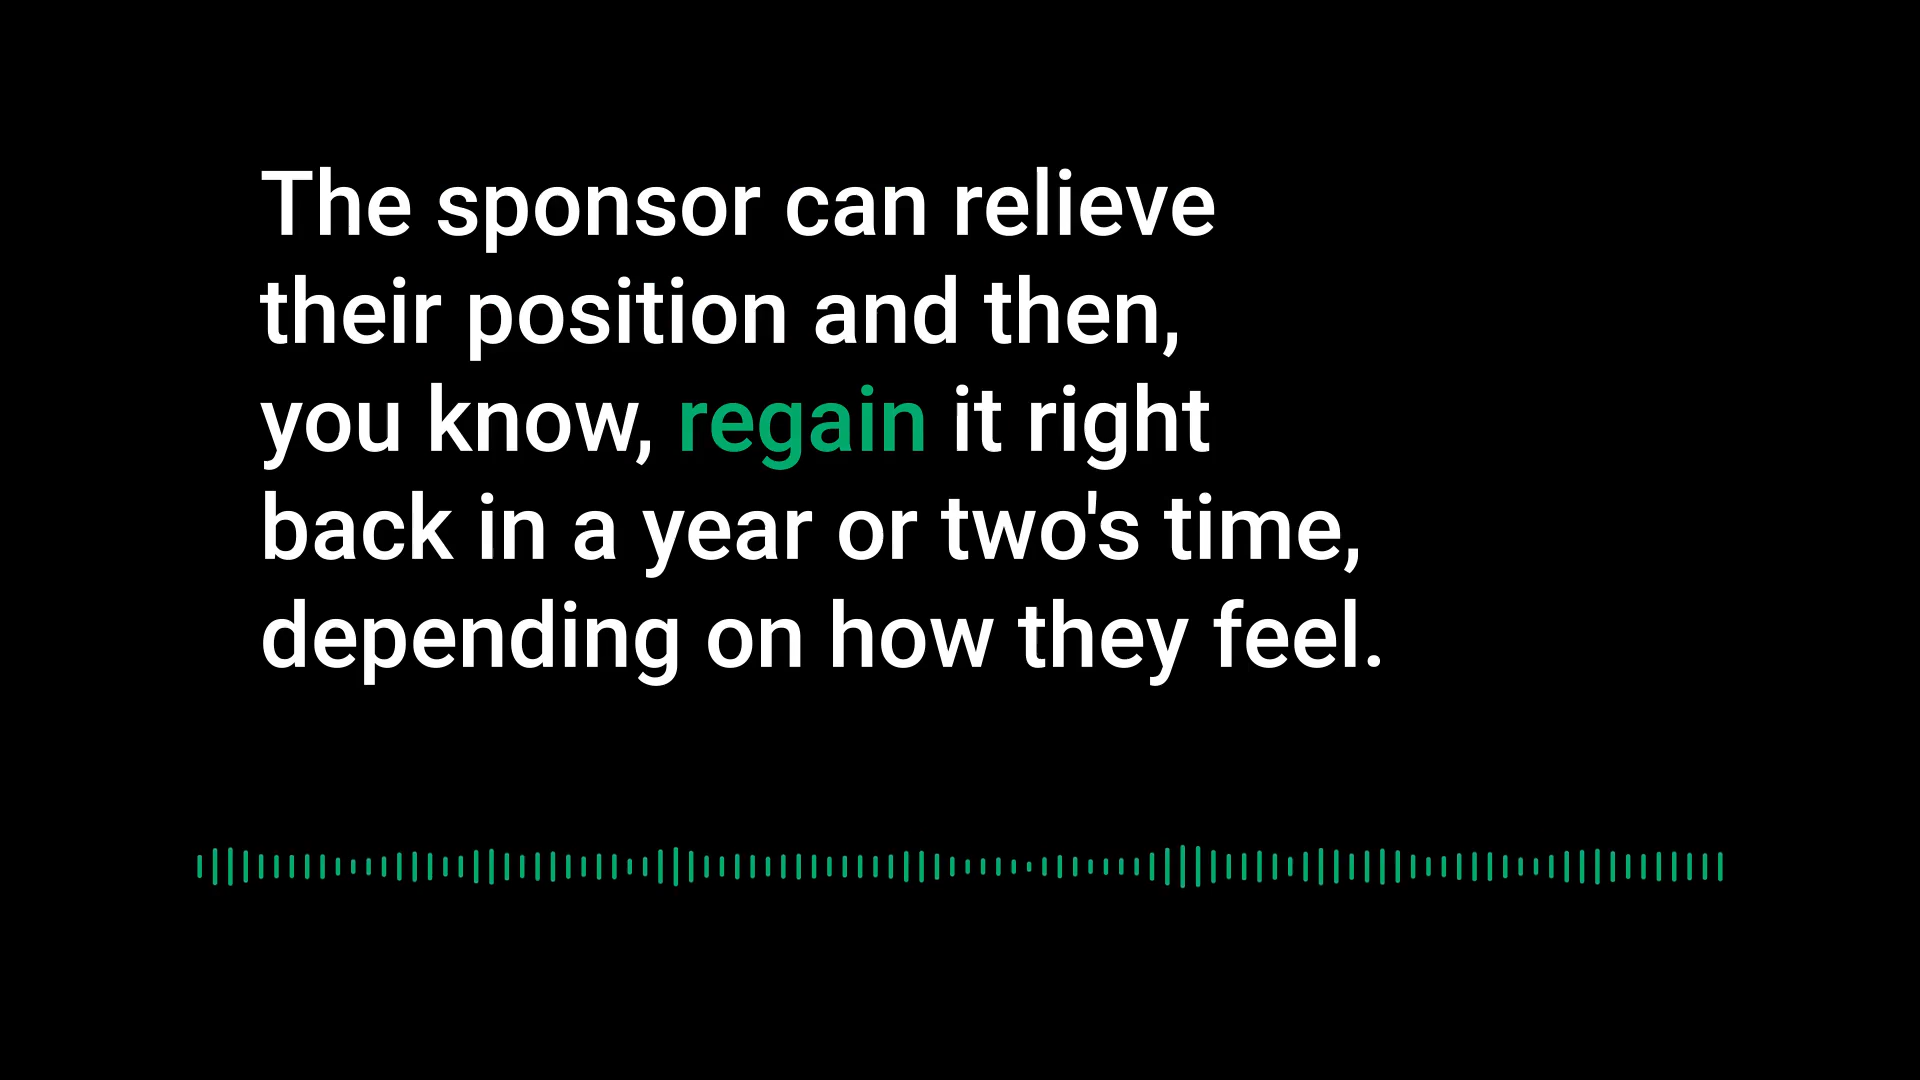 The sponsor can relieve
their position and then,
you know, regain it right
back in a year or two's time,
depending on how they feel.